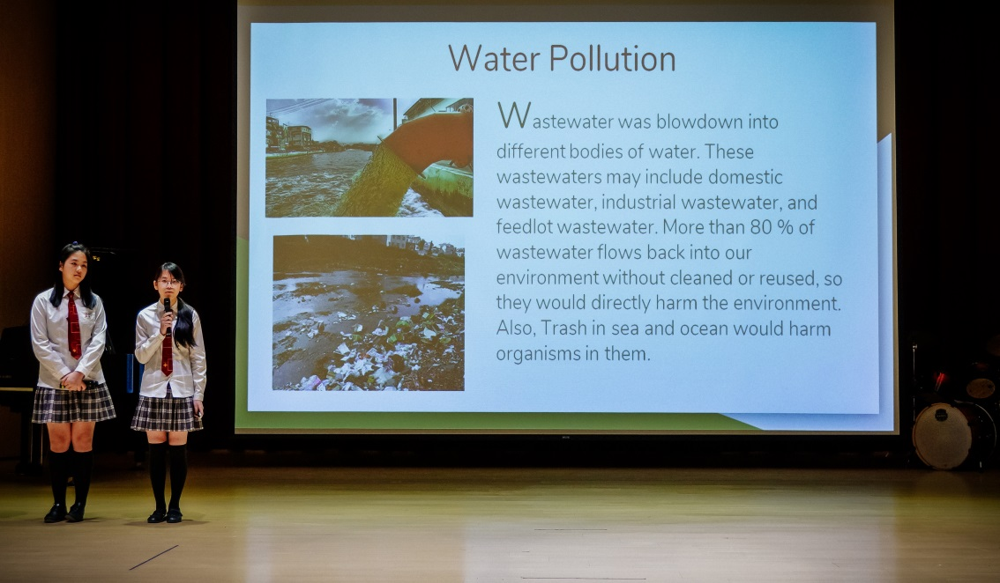 Water Pollution
Wastewater was blowdown into
different bodies of water. These
wastewaters may include domestic
wastewater, industrial wastewater, and
feedlot wastewater. More than 80 % of
wastewater flows back into our
environment without cleaned or reused, so
they would directly harm the environment.
Also, Trash in sea and ocean would harm
organisms in them.